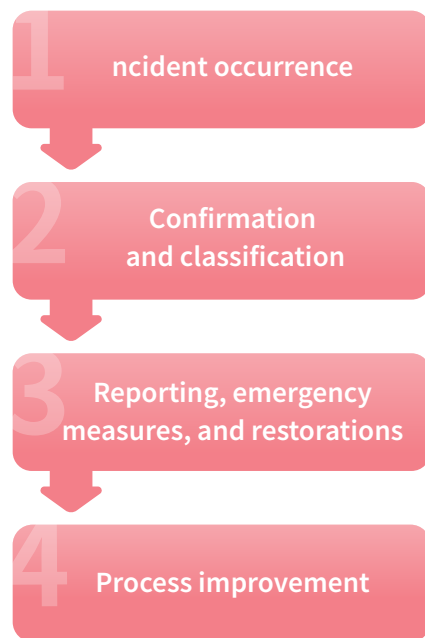 1
ncident occurrence
2
Confirmation
and classification
3
Reporting, emergency
measures, and restorations
4
Process improvement